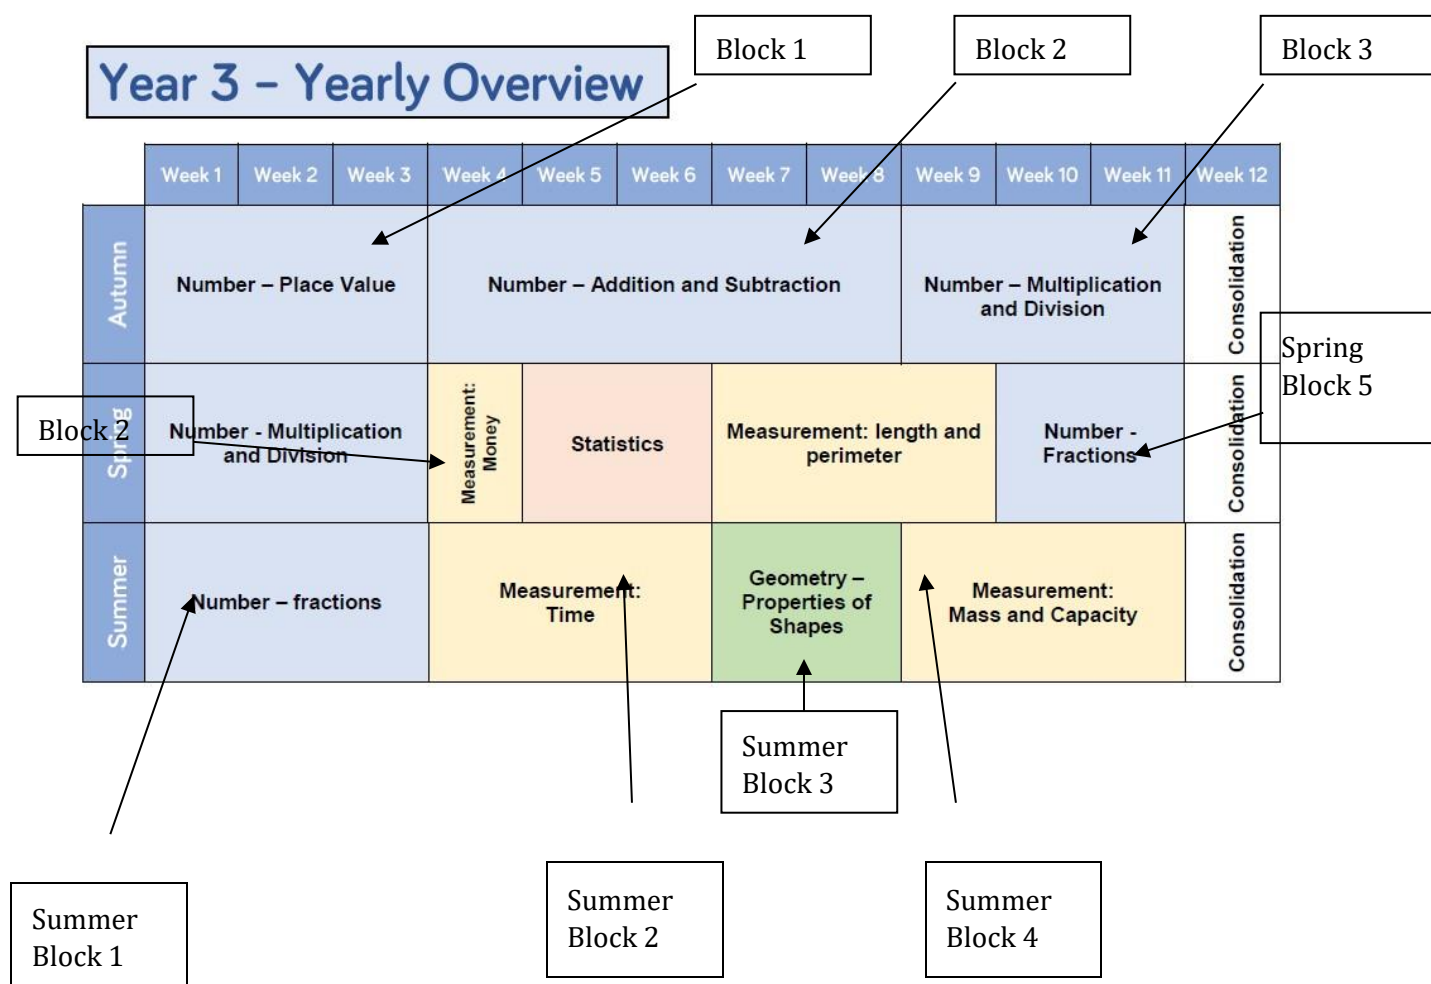 Block 1
Block 2
Block 3
Year 3 – Yearly Overview
Week 1 Week 2 Week 3 Week 4 Week 5 Week 6 Week 7 Week 8 Week 9 Week 10 Week 11 Week 12
Autumn
Number – Place Value
Number – Addition and Subtraction
Number – Multiplication
and Division
Consolidation
Spring
Block 5
Block 2
Spring
Number - Multiplication
and Division
Measurement:
Money
Statistics
Measurement: length and
perimeter
Number -
Fractions
Consolidation
Summer
Number – fractions
Measurement:
Time
Geometry –
Properties of
Shapes
Measurement:
Mass and Capacity
Consolidation
Summer
Block 3
Summer
Block 1
Summer
Block 2
Summer
Block 4